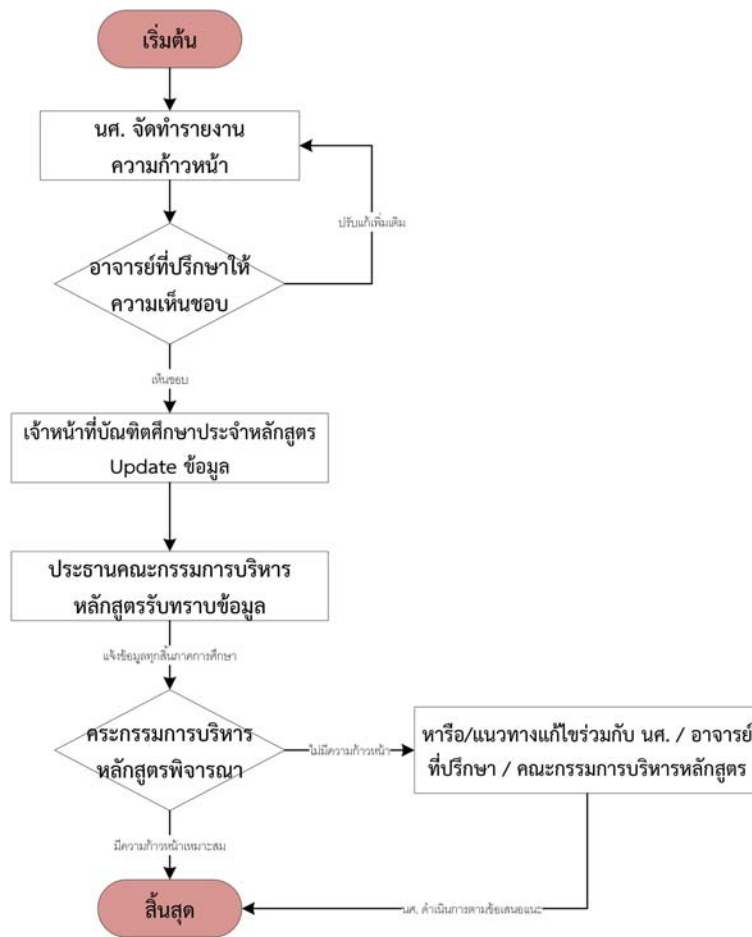 เริ่มต้น
นศ. จัดทำรายงาน
ความก้าวหน้า
ปรับแก้เพิ่มเติม
อาจารย์ที่ปรึกษาให้
ความเห็นชอบ
เห็นชอบ
เจ้าหน้าที่บัณฑิตศึกษาประจำหลักสูตร
Update ข้อมูล
ประธานคณะกรรมการบริหาร
หลักสูตรรับทราบข้อมูล
แจ้งข้อมูลทุกสิ้นภาคการศึกษา
คระกรรมการบริหาร
หลักสูตรพิจารณา
ไม่มีความก้าวหน้า
หารือ/แนวทางแก้ไขร่วมกับ นศ. / อาจารย์
ที่ปรึกษา / คณะกรรมการบริหารหลักสูตร
มีความก้าวหน้าเหมาะสม
สิ้นสุด
นศ. ดำเนินการตามข้อเสนอแนะ